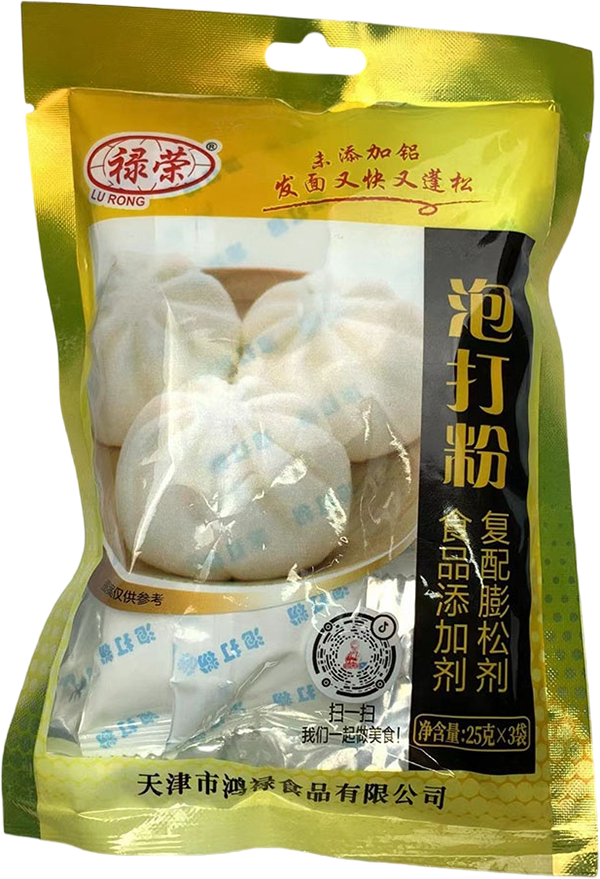 禄荣®
LU RONG
未添加铝
发面又快又蓬松
泡打粉
复配膨松剂
食品添加剂
仅供参考
泡打粉
扫一扫
我们一起做美食!
净含量:25克×3袋
天津市鸿禄食品有限公司